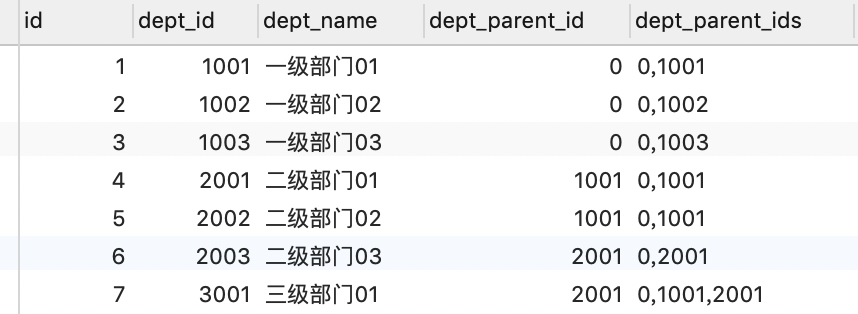 id dept_id dept_name dept_parent_id dept_parent_ids
1 1001 一级部门01 0 0,1001
2 1002 一级部门02 0 0,1002
3 1003 一级部门03 0 0,1003
4 2001 二级部门01 1001 0,1001
5 2002 二级部门02 1001 0,1001
6 2003 二级部门03 2001 0,2001
7 3001 三级部门01 2001 0,1001,2001